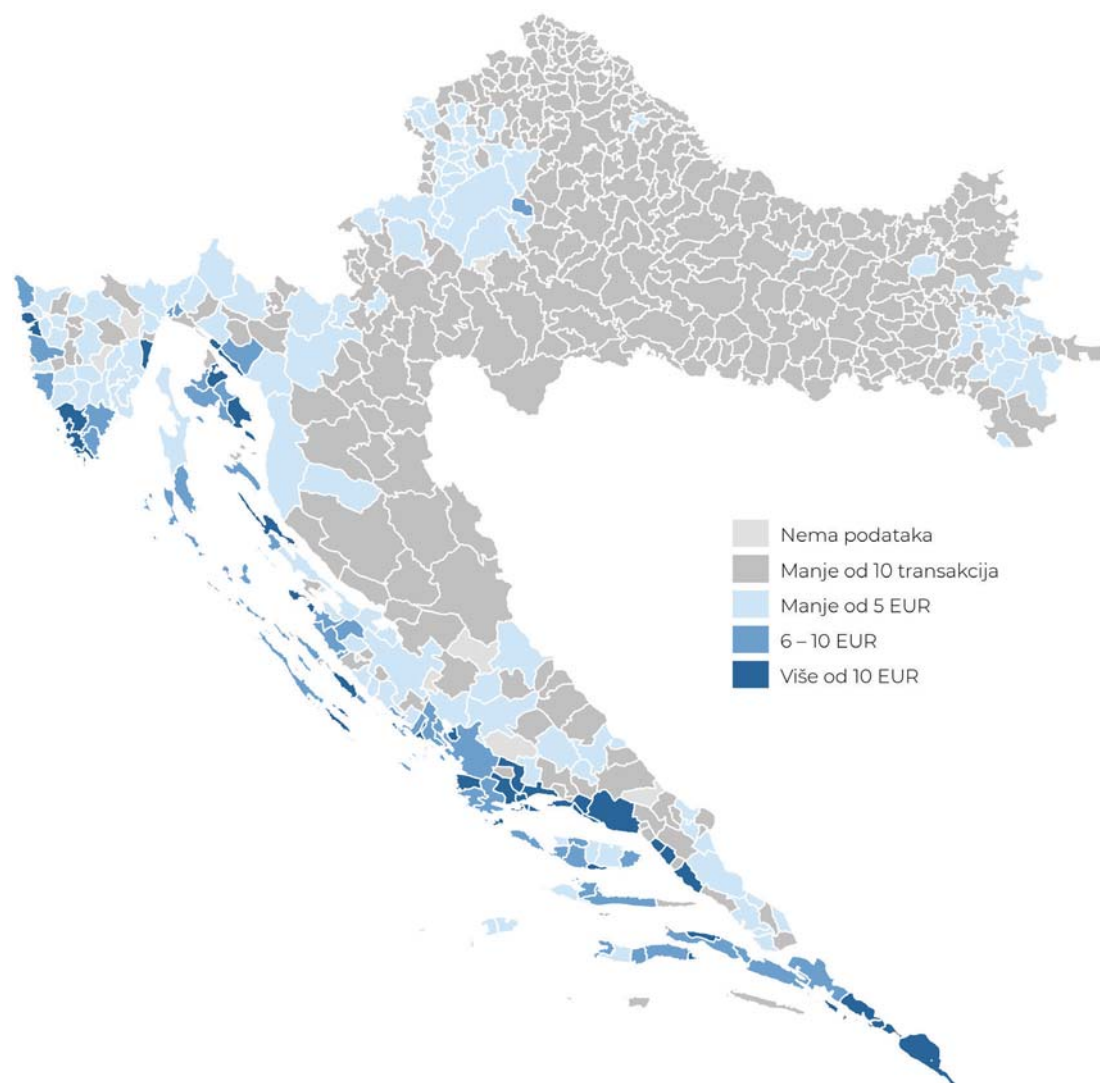 Nema podataka
Manje od 10 transakcija
Manje od 5 EUR
6 – 10 EUR
Više od 10 EUR